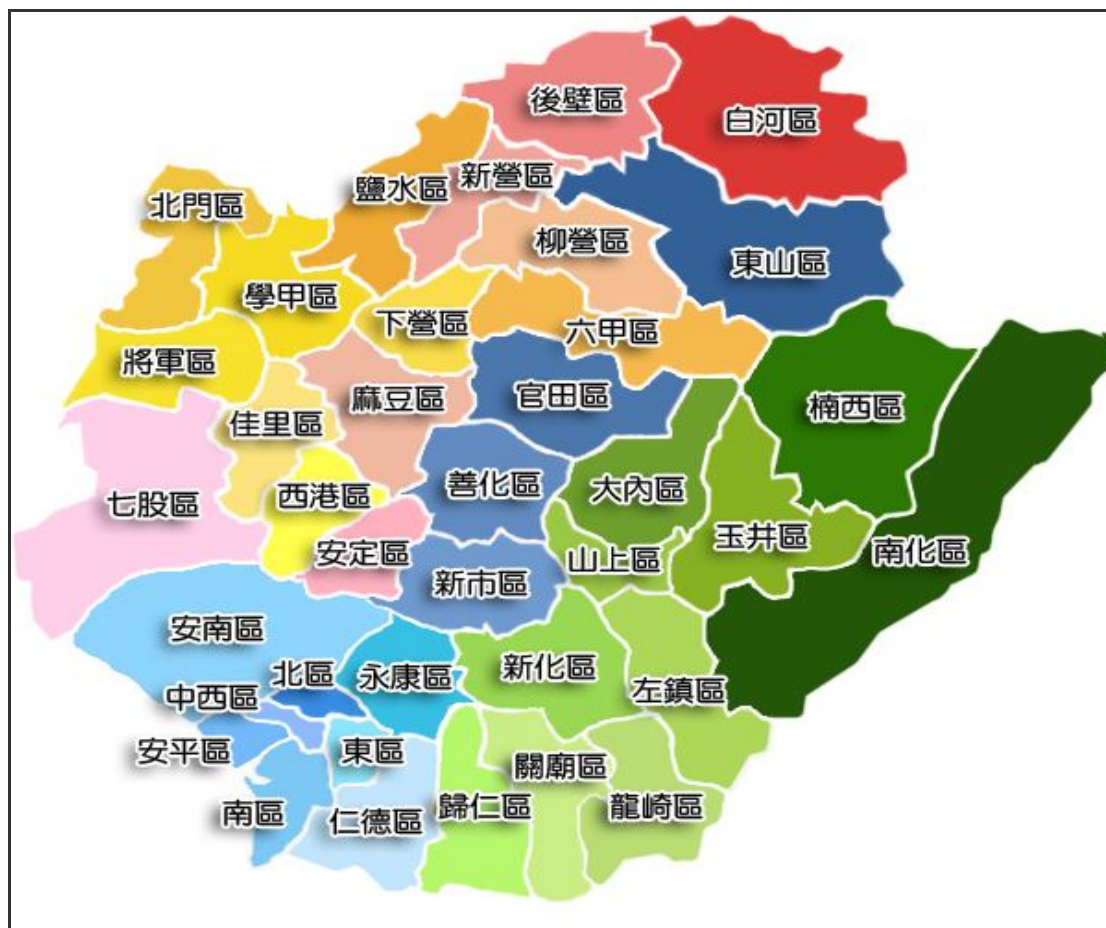 後壁區
白河區
新營區
鹽水區
北門區
柳營區
東山區
學甲區
下營區
六甲區
將軍區
麻豆區
官田區
楠西區
佳里區
七股區
西港區
善化區
大內區
安定區
玉井區
南化區
山上區
新市區
安南區
北區
永康區
新化區
左鎮區
中西區
安平區
東區
關廟區
南區
仁德區
歸仁區
龍崎區